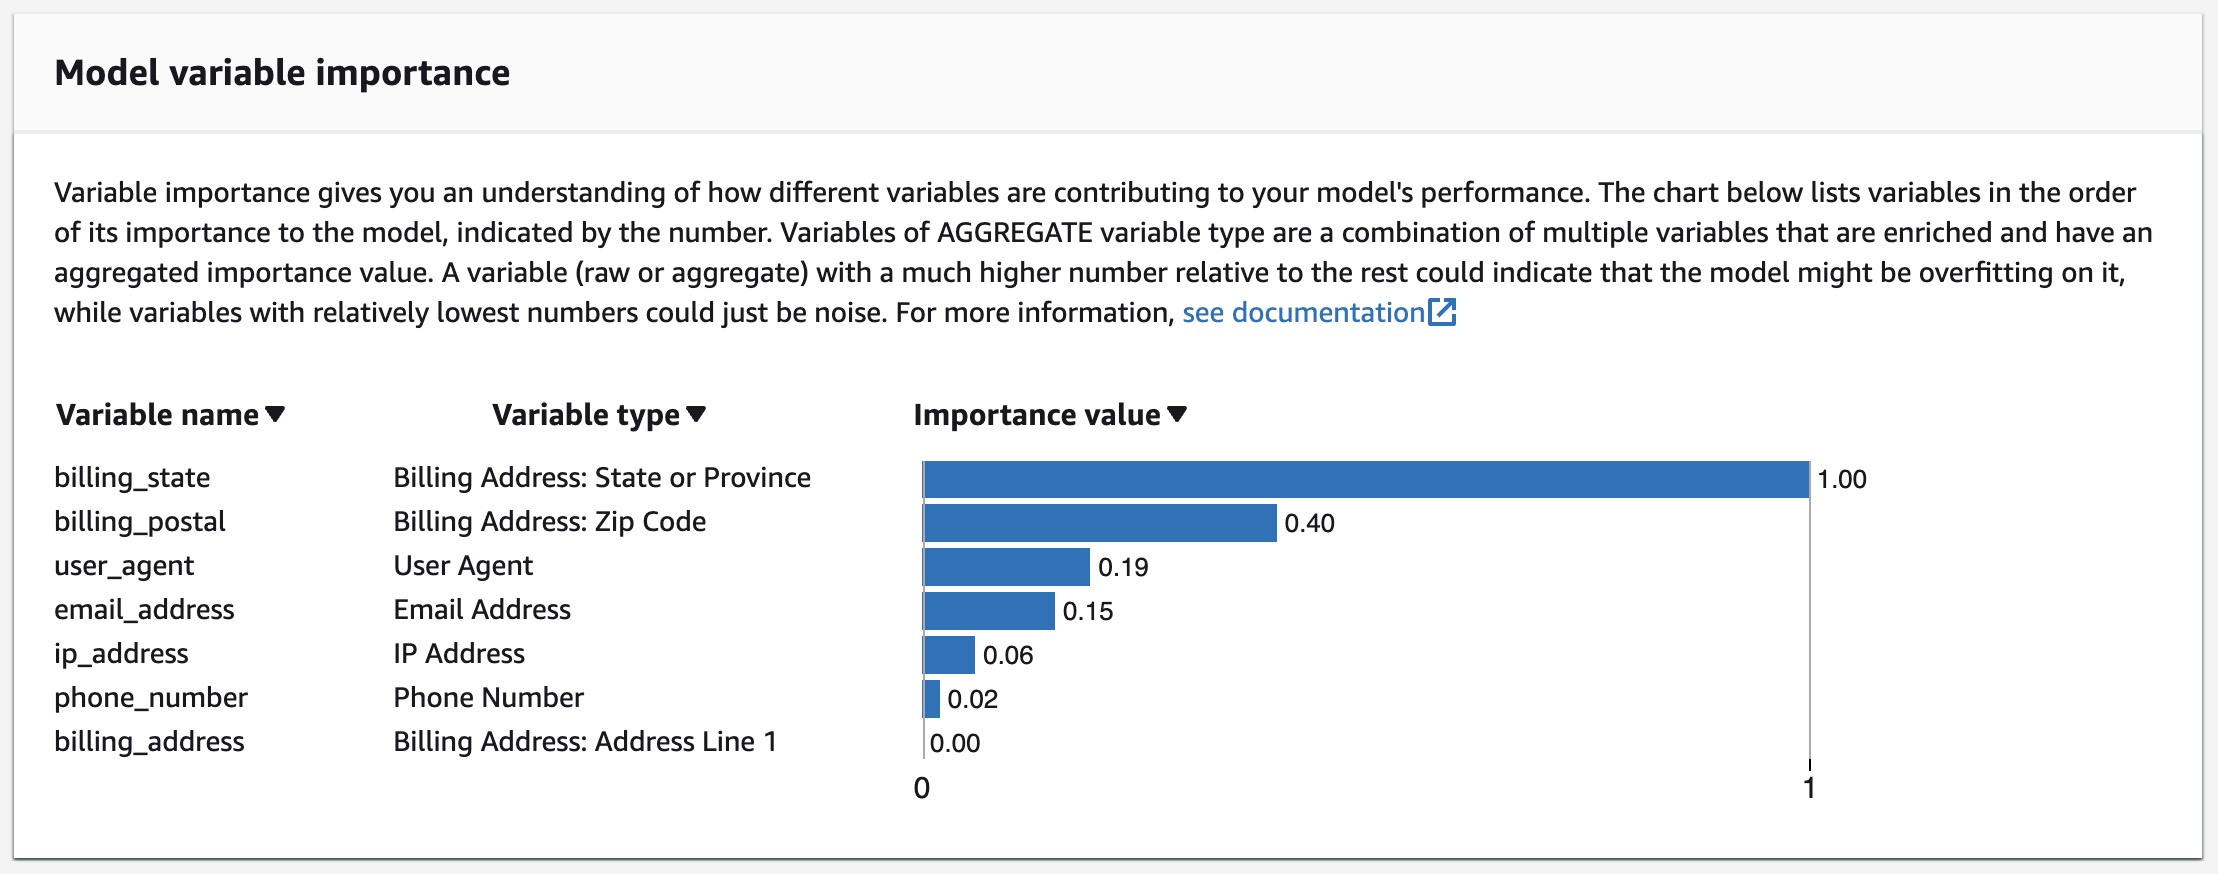 Model variable importance
Variable importance gives you an understanding of how different variables are contributing to your model's performance. The chart below lists variables in the order
of its importance to the model, indicated by the number. Variables of AGGREGATE variable type are a combination of multiple variables that are enriched and have an
aggregated importance value. A variable (raw or aggregate) with a much higher number relative to the rest could indicate that the model might be overfitting on it,
while variables with relatively lowest numbers could just be noise. For more information, see documentation
Variable name Variable type Importance value
billing_state Billing Address: State or Province 1.00
billing_postal Billing Address: Zip Code 0.40
user_agent User Agent 0.19
email_address Email Address 0.15
ip_address IP Address 0.06
phone_number Phone Number 0.02
billing_address Billing Address: Address Line 1 0.00
0 1